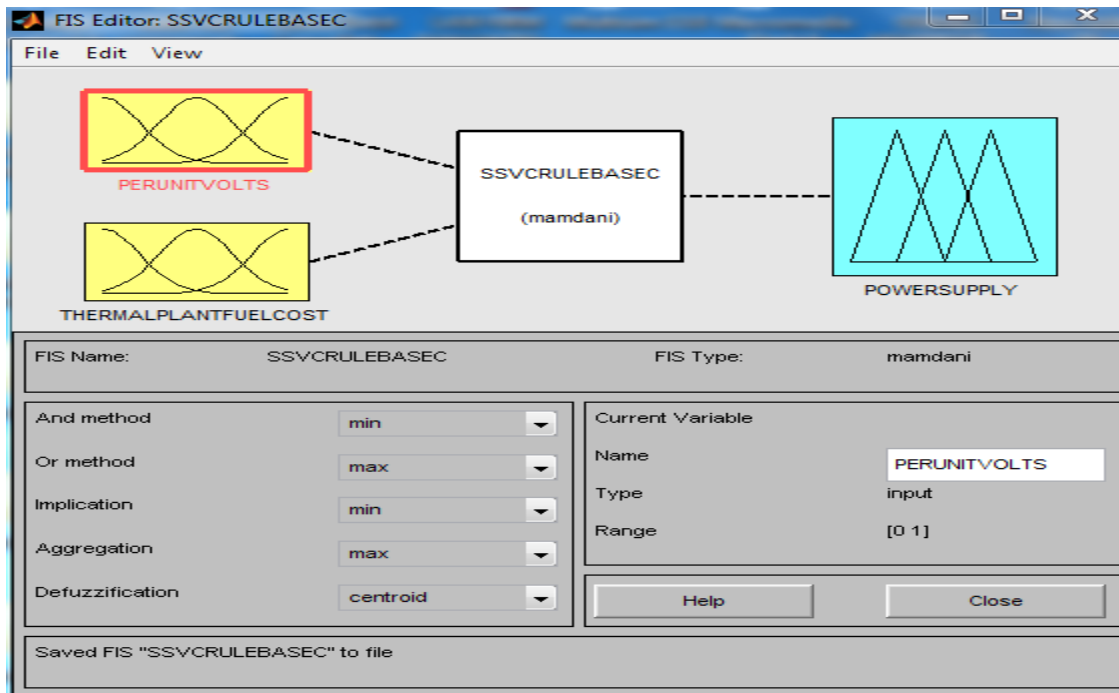 FIS Editor: SSVCRULEBASEC
File Edit View
PERUNITVOLTS
THERMALPLANTFUELCOST
SSVCRULEBASEC
(mamdani)
POWERSUPPLY
FIS Name: SSVCRULEBASEC FIS Type: mamdani
And method min
Or method max
Implication min
Aggregation max
Defuzzification centroid
Current Variable
Name PERUNITVOLTS
Type input
Range [0 1]
Help Close
Saved FIS "SSVCRULEBASEC" to file